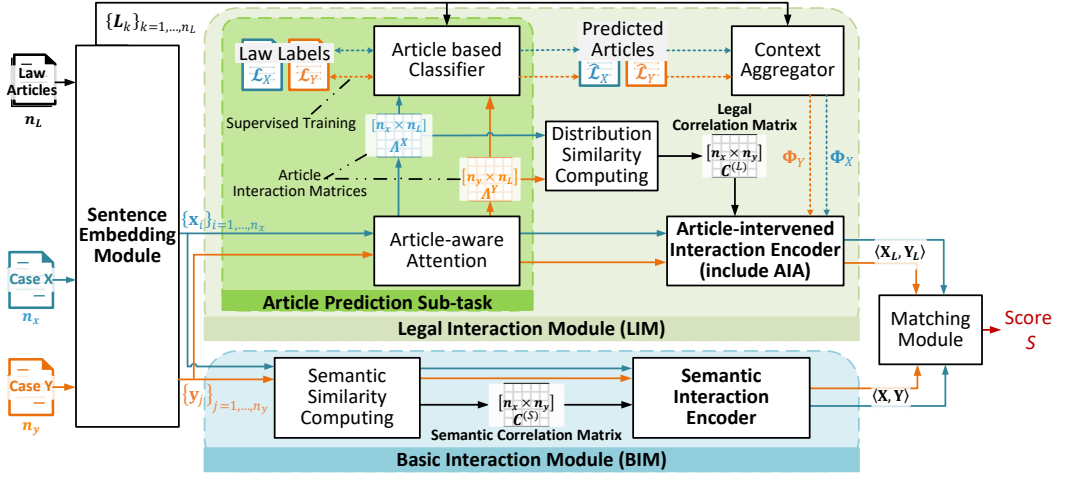 {L_k}_{k=1,...,n_L}
Law
Articles
n_L
Sentence
Embedding
Module
Case X
n_x
Case Y
n_y
{x_i}_{i=1,...,n_x}
{y_j}_{j=1,...,n_y}
Law Labels
𝓛_X
𝓛_Y
Article based
Classifier
Predicted
Articles
𝓛̂_X
𝓛̂_Y
Context
Aggregator
Supervised Training
[n_x × n_L]
Λ^X
Article
Interaction Matrices
[n_y × n_L]
Λ^Y
Distribution
Similarity
Computing
Legal
Correlation Matrix
[n_x × n_y]
C^(L)
Φ_Y
Φ_X
Article-aware
Attention
Article-intervened
Interaction Encoder
(include AIA)
Article Prediction Sub-task
Legal Interaction Module (LIM)
⟨X_L, Y_L⟩
Matching
Module
Score
S
Semantic
Similarity
Computing
[n_x × n_y]
C^(S)
Semantic Correlation Matrix
Semantic
Interaction
Encoder
⟨X, Y⟩
Basic Interaction Module (BIM)